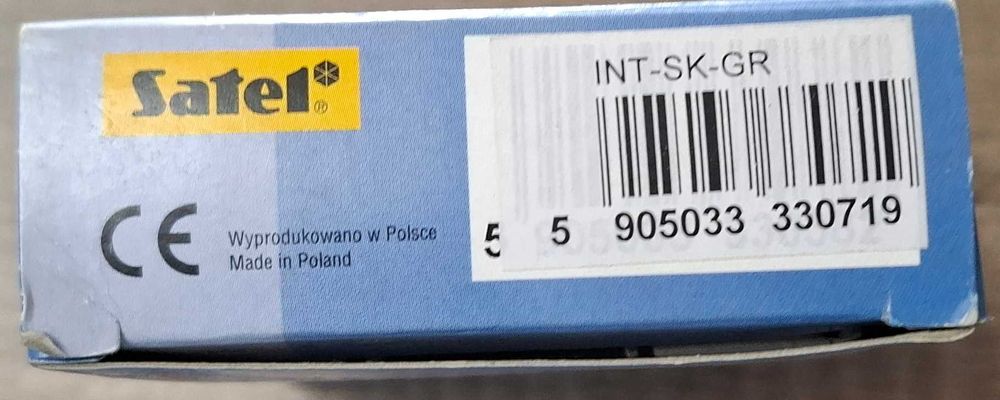 Satel®
CE
Wyprodukowano w Polsce
Made in Poland
INT-SK-GR
5
5 905033 330719